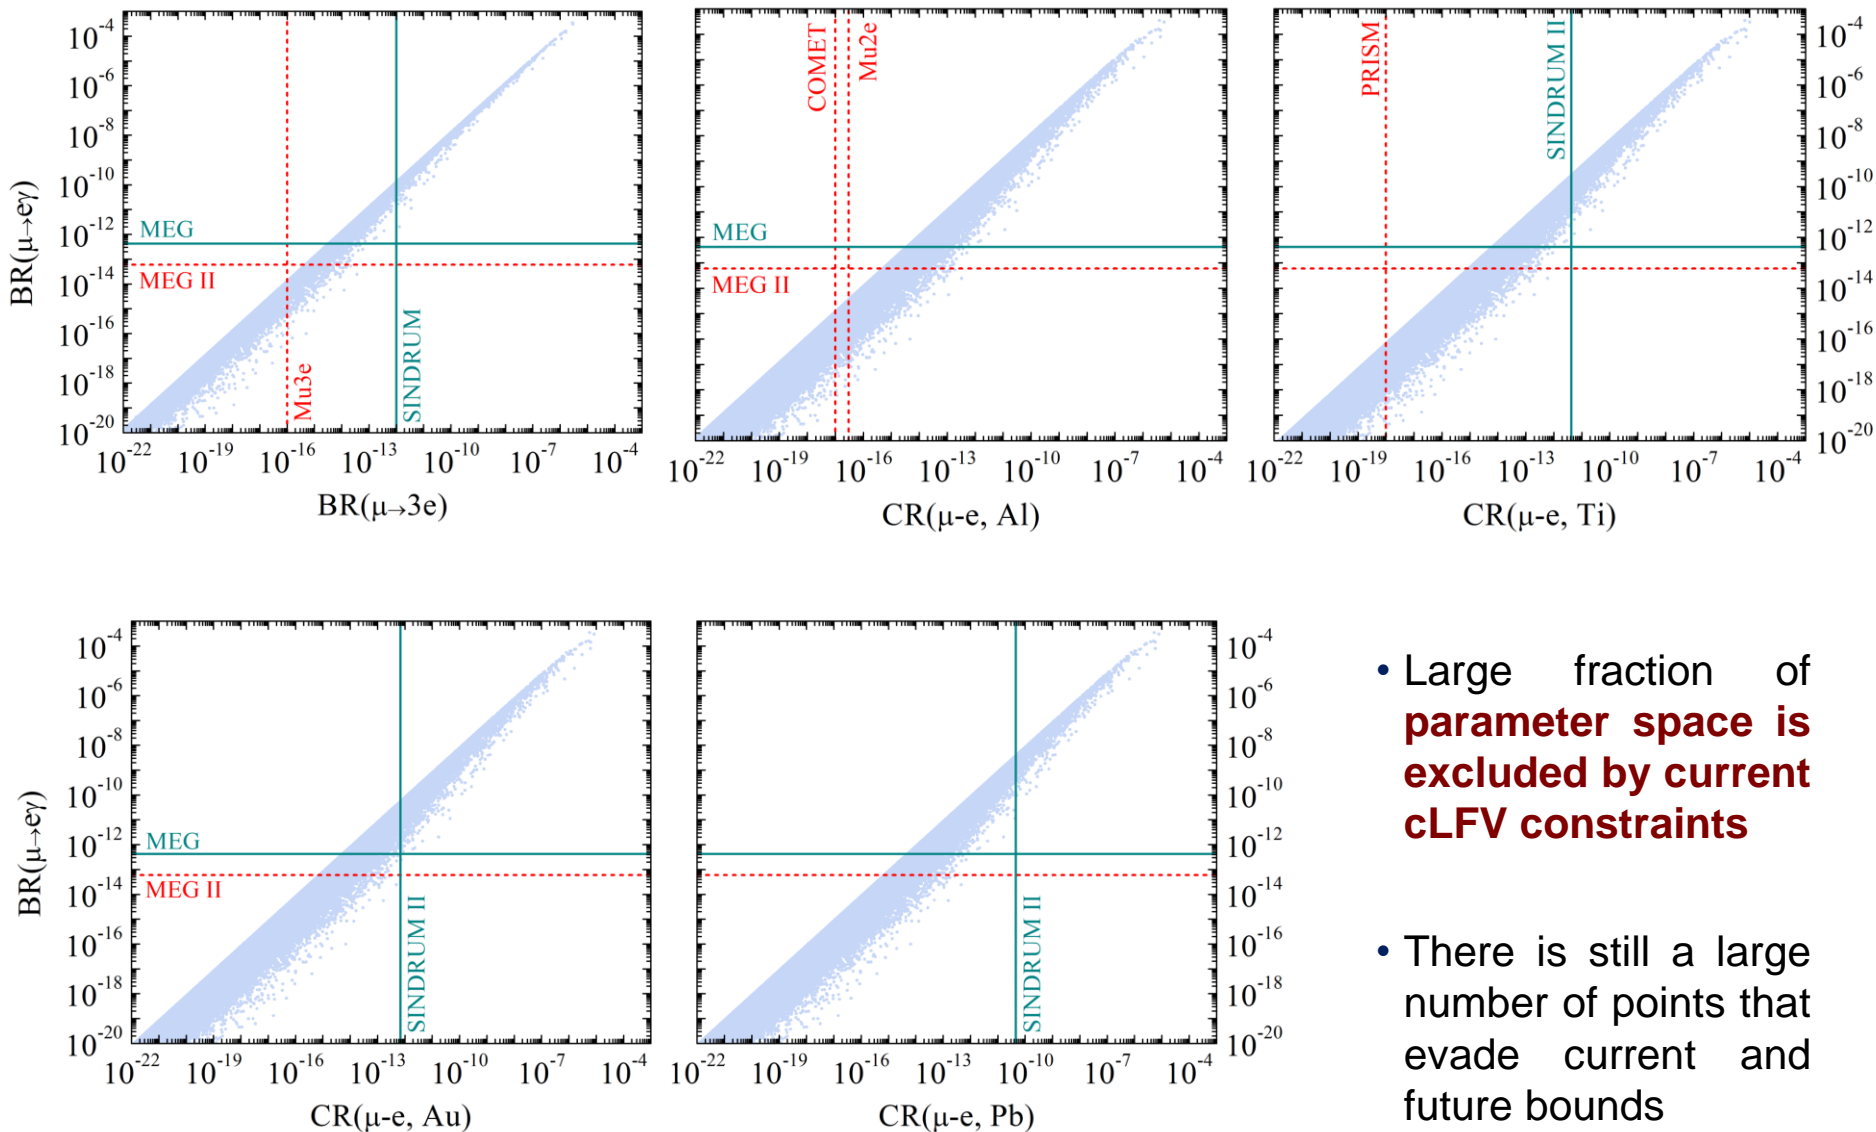 BR(μ→eγ)
10⁻⁴
10⁻⁶
10⁻⁸
10⁻¹⁰
10⁻¹²
10⁻¹⁴
10⁻¹⁶
10⁻¹⁸
10⁻²⁰
MEG
MEG II
Mu3e
SINDRUM
10⁻²² 10⁻¹⁹ 10⁻¹⁶ 10⁻¹³ 10⁻¹⁰ 10⁻⁷ 10⁻⁴
BR(μ→3e)
COMET
Mu2e
MEG
MEG II
10⁻²² 10⁻¹⁹ 10⁻¹⁶ 10⁻¹³ 10⁻¹⁰ 10⁻⁷ 10⁻⁴
CR(μ-e, Al)
PRISM
SINDRUM II
10⁻⁴
10⁻⁶
10⁻⁸
10⁻¹⁰
10⁻¹²
10⁻¹⁴
10⁻¹⁶
10⁻¹⁸
10⁻²⁰
10⁻²² 10⁻¹⁹ 10⁻¹⁶ 10⁻¹³ 10⁻¹⁰ 10⁻⁷ 10⁻⁴
CR(μ-e, Ti)
BR(μ→eγ)
10⁻⁴
10⁻⁶
10⁻⁸
10⁻¹⁰
10⁻¹²
10⁻¹⁴
10⁻¹⁶
10⁻¹⁸
10⁻²⁰
MEG
MEG II
SINDRUM II
10⁻²² 10⁻¹⁹ 10⁻¹⁶ 10⁻¹³ 10⁻¹⁰ 10⁻⁷ 10⁻⁴
CR(μ-e, Au)
SINDRUM II
10⁻⁴
10⁻⁶
10⁻⁸
10⁻¹⁰
10⁻¹²
10⁻¹⁴
10⁻¹⁶
10⁻¹⁸
10⁻²⁰
10⁻²² 10⁻¹⁹ 10⁻¹⁶ 10⁻¹³ 10⁻¹⁰ 10⁻⁷ 10⁻⁴
CR(μ-e, Pb)
• Large fraction of
parameter space is
excluded by current
cLFV constraints
• There is still a large
number of points that
evade current and
future bounds